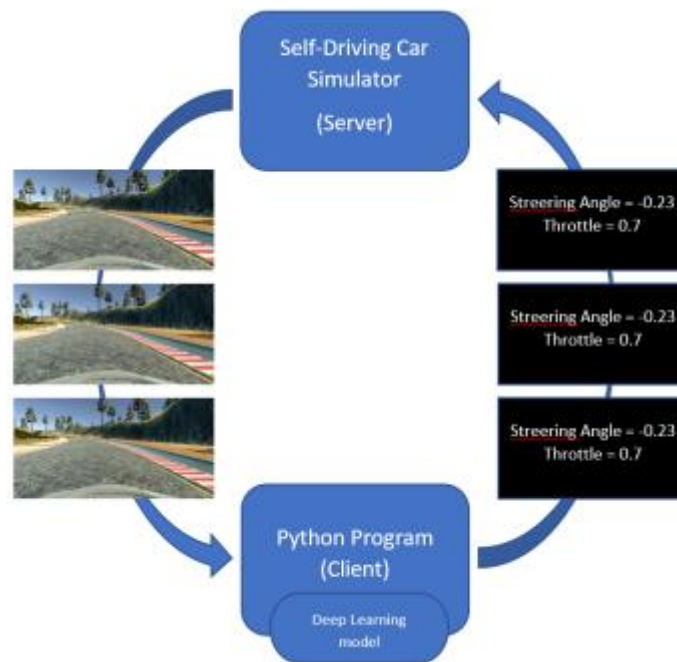 Self-Driving Car
Simulator
(Server)
Streering Angle = -0.23
Throttle = 0.7
Streering Angle = -0.23
Throttle = 0.7
Streering Angle = -0.23
Throttle = 0.7
Python Program
(Client)
Deep Learning
model